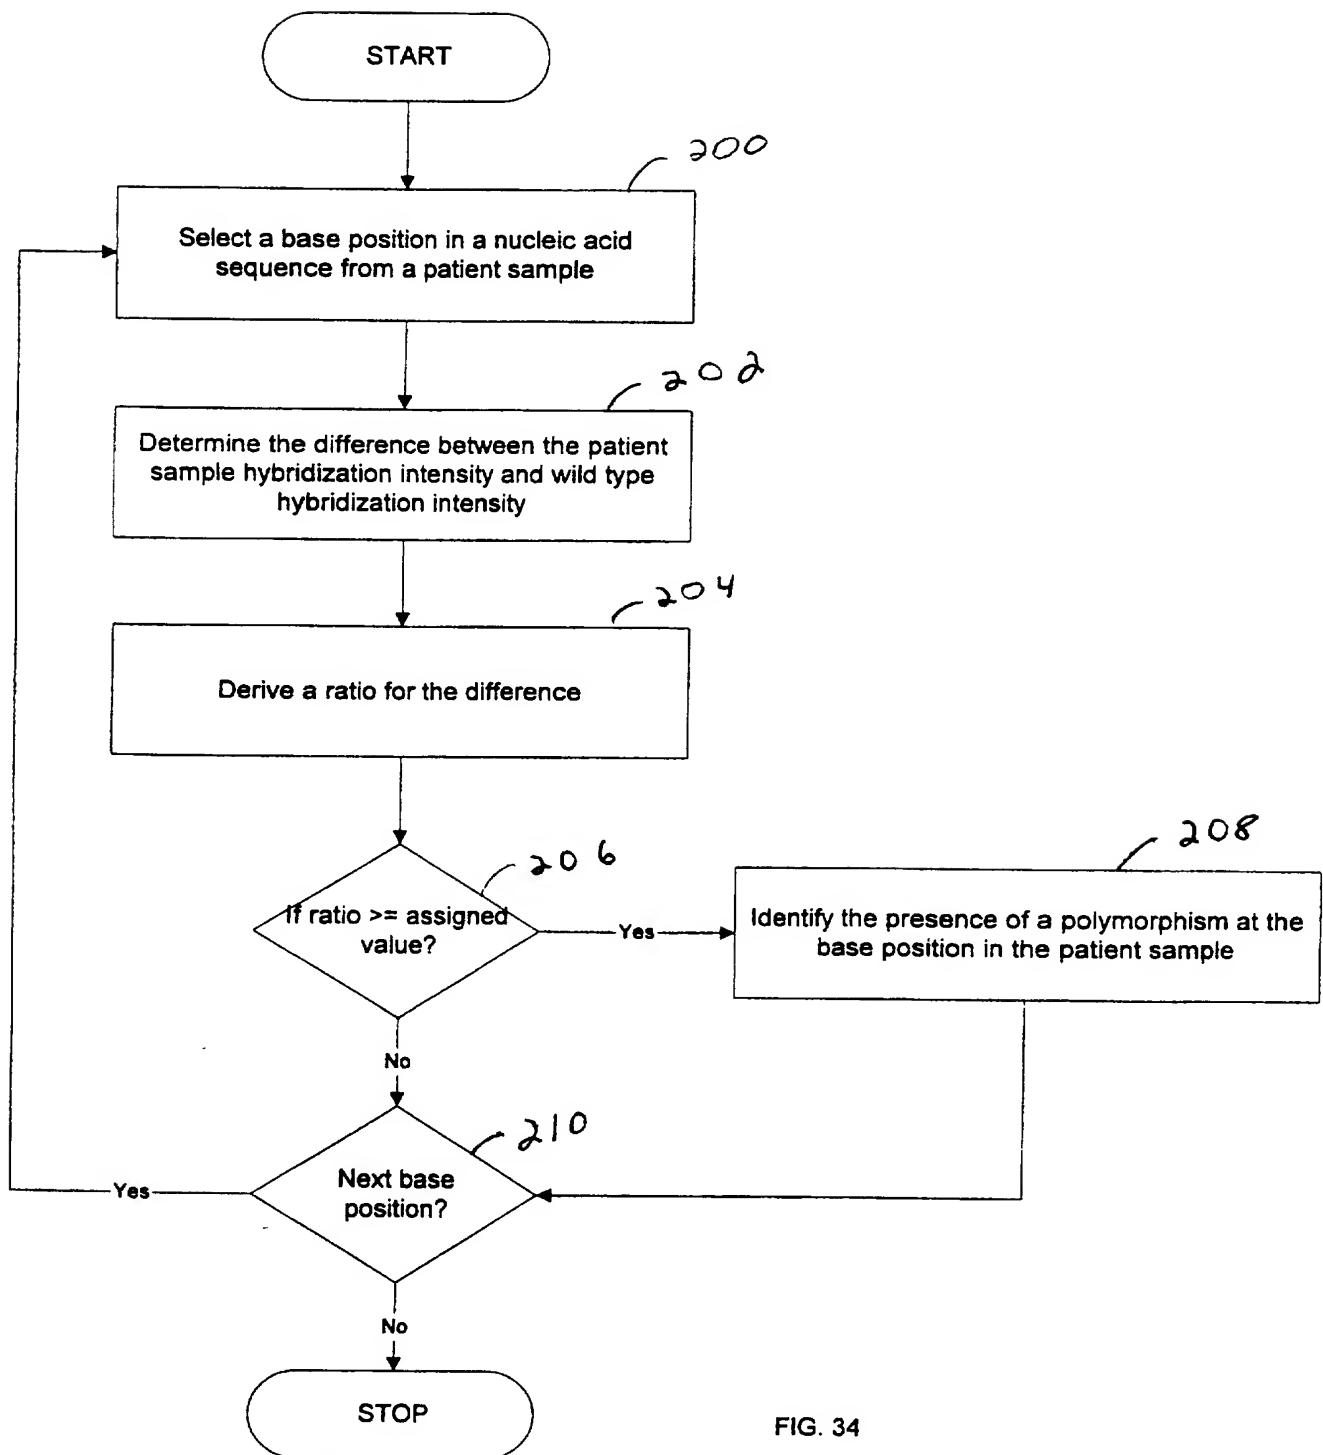 START
200
Select a base position in a nucleic acid
sequence from a patient sample
202
Determine the difference between the patient
sample hybridization intensity and wild type
hybridization intensity
204
Derive a ratio for the difference
206
If ratio >= assigned
value?
Yes
208
Identify the presence of a polymorphism at the
base position in the patient sample
No
210
Next base
position?
Yes
No
STOP
FIG. 34